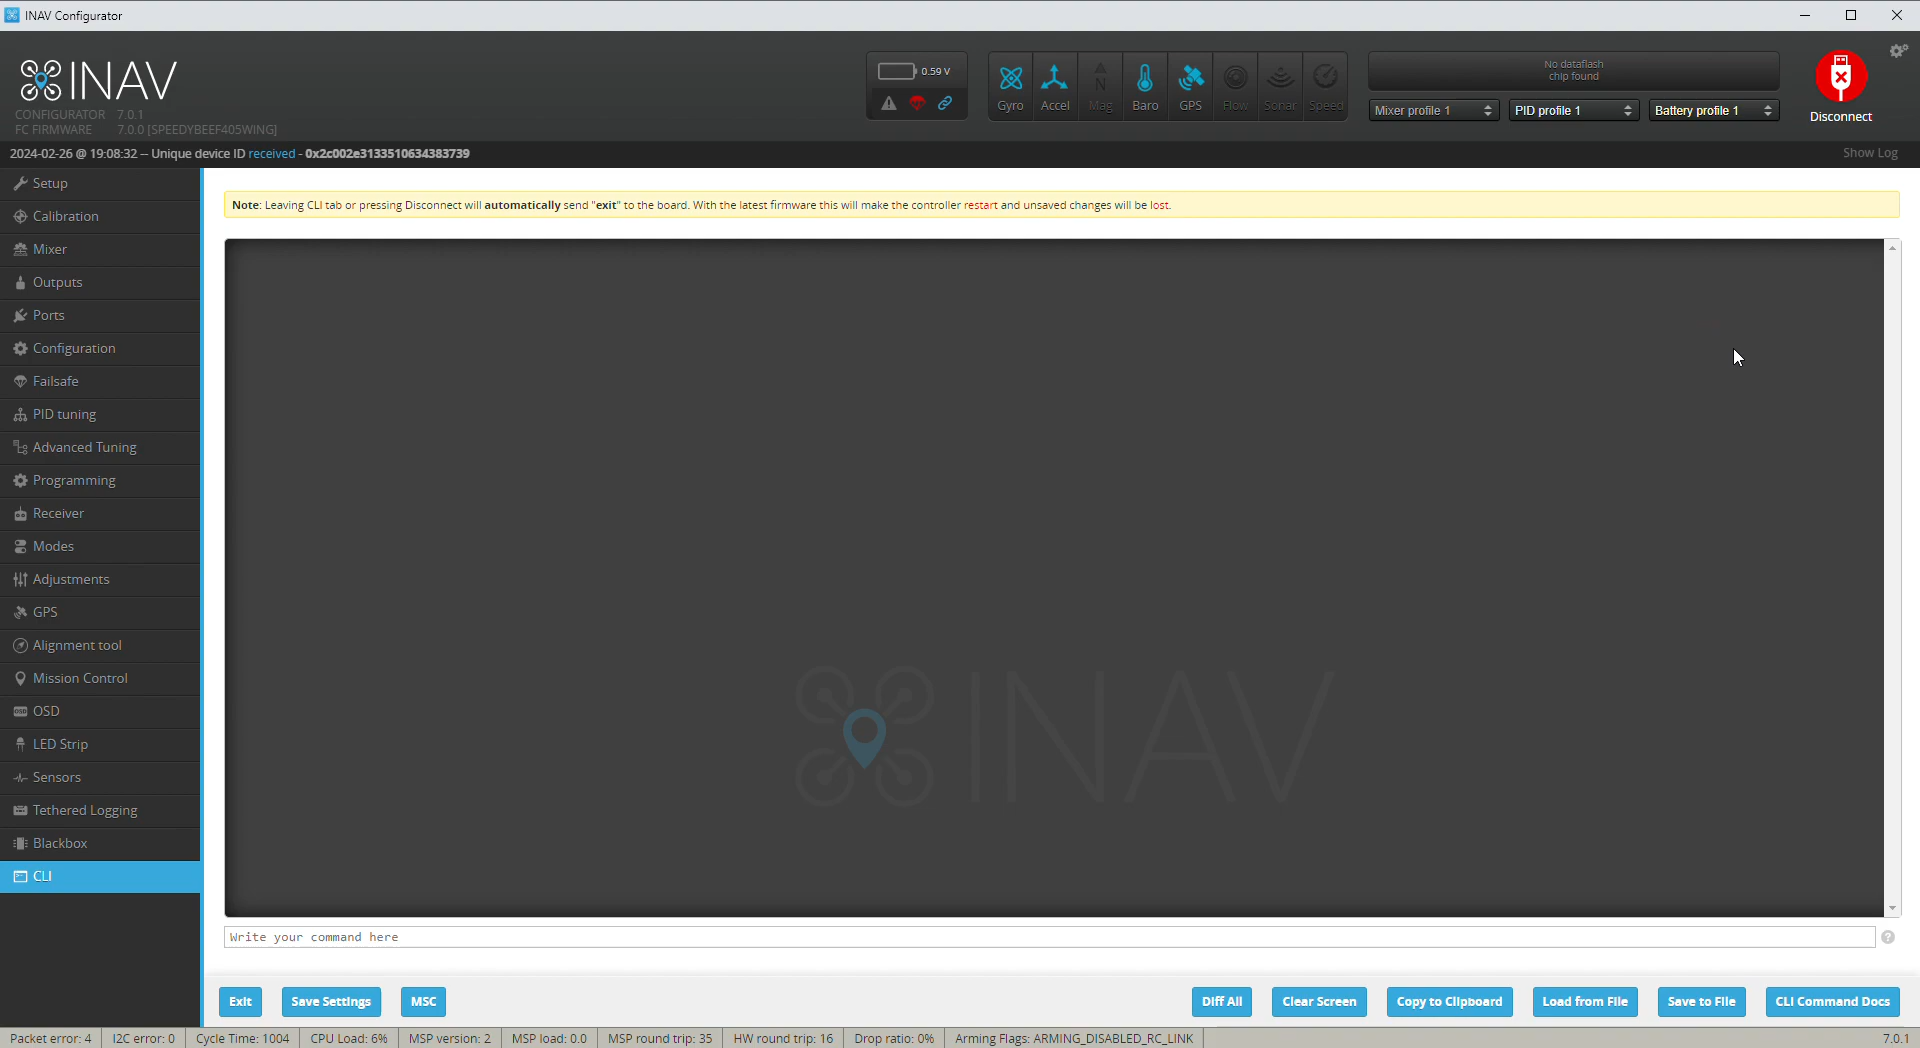 INAV Configurator
INAV
CONFIGURATOR 7.0.1
FC FIRMWARE 7.0.0 [SPEEDYBEEF405WING]
0.59 V
Gyro
Accel
Mag
Baro
GPS
Flow
Sonar
Speed
No dataflash
chip found
Mixer profile 1
PID profile 1
Battery profile 1
Disconnect
2024-02-26 @ 19:08:32 -- Unique device ID received - 0x2c002e3133510634383739
Show Log
Setup
Calibration
Mixer
Outputs
Ports
Configuration
Failsafe
PID tuning
Advanced Tuning
Programming
Receiver
Modes
Adjustments
GPS
Alignment tool
Mission Control
OSD
LED Strip
Sensors
Tethered Logging
Blackbox
CLI
Note: Leaving CLI tab or pressing Disconnect will automatically send "exit" to the board. With the latest firmware this will make the controller restart and unsaved changes will be lost.
INAV
Write your command here
Exit
Save Settings
MSC
Diff All
Clear Screen
Copy to Clipboard
Load from File
Save to File
CLI Command Docs
Packet error: 4
I2C error: 0
Cycle Time: 1004
CPU Load: 6%
MSP version: 2
MSP load: 0.0
MSP round trip: 35
HW round trip: 16
Drop ratio: 0%
Arming Flags: ARMING_DISABLED_RC_LINK
7.0.1